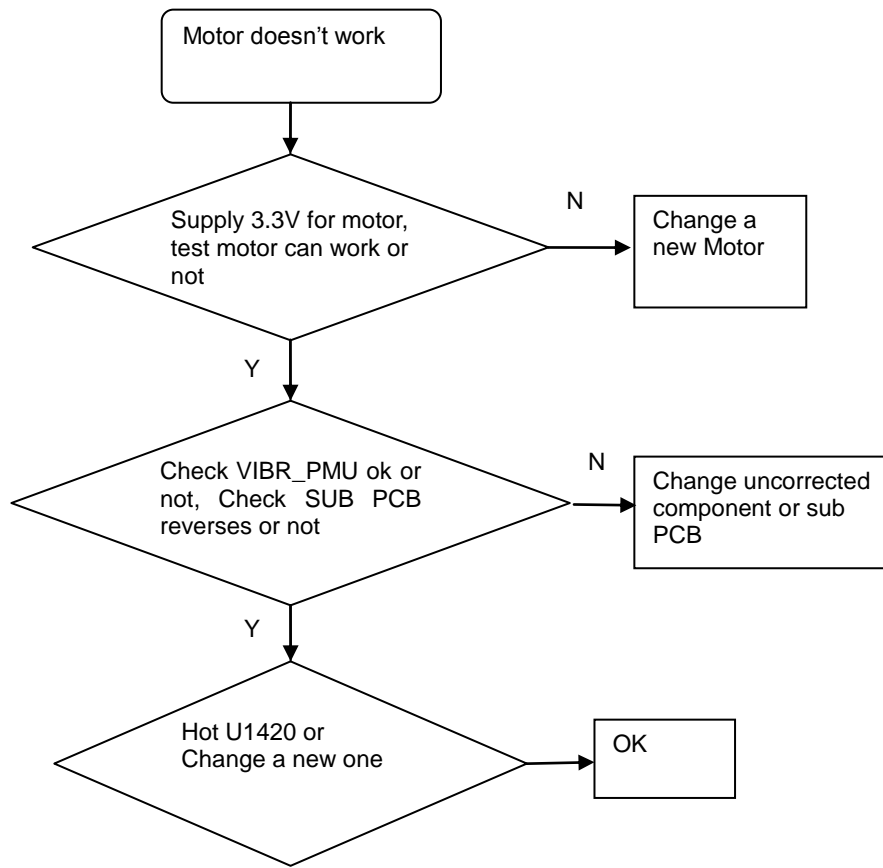 Motor doesn't work
Supply 3.3V for motor,
test motor can work or
not
N
Change a
new Motor
Y
Check VIBR_PMU ok or
not, Check SUB PCB
reverses or not
N
Change uncorrected
component or sub
PCB
Y
Hot U1420 or
Change a new one
OK